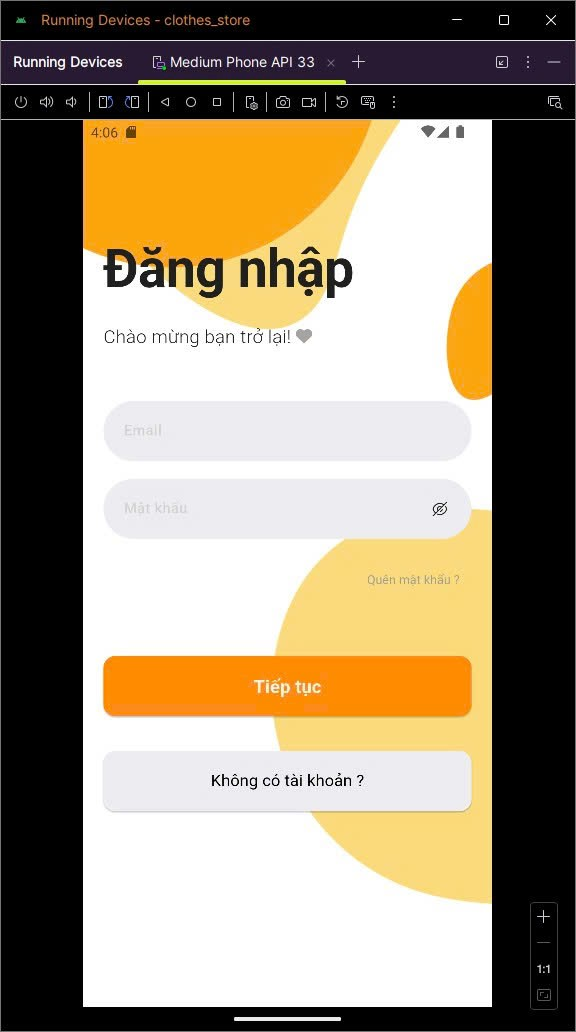 Running Devices - clothes_store
Running Devices
Medium Phone API 33
4:06
Đăng nhập
Chào mừng bạn trở lại!
Email
Mật khẩu
Quên mật khẩu ?
Tiếp tục
Không có tài khoản ?
1:1